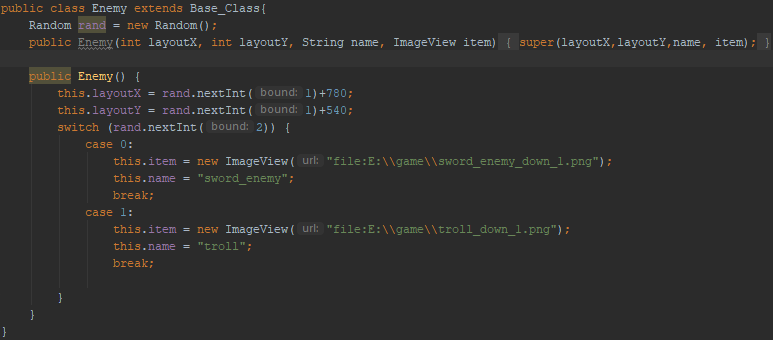 public class Enemy extends Base_Class{
    Random rand = new Random();
    public Enemy(int layoutX, int layoutY, String name, ImageView item) { super(layoutX,layoutY,name, item); }
    public Enemy() {
        this.layoutX = rand.nextInt( bound: 1)+780;
        this.layoutY = rand.nextInt( bound: 1)+540;
        switch (rand.nextInt( bound: 2)) {
            case 0:
                this.item = new ImageView( url: "file:E:\\game\\sword_enemy_down_1.png");
                this.name = "sword_enemy";
                break;
            case 1:
                this.item = new ImageView( url: "file:E:\\game\\troll_down_1.png");
                this.name = "troll";
                break;
        }
    }
}